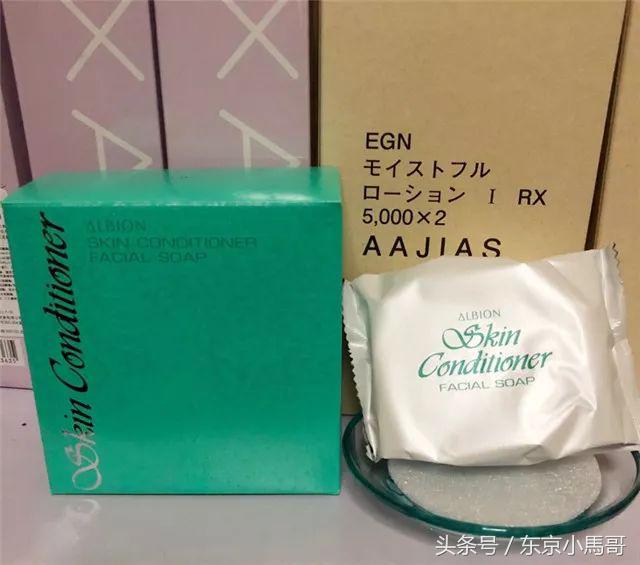 X
A
X
A
EGN
モイストフル
ローション Ⅰ RX
5,000×2
AAJIAS
ALBION
SKIN CONDITIONER
FACIAL SOAP
Skin Conditioner
ALBION
Skin
Conditioner
FACIAL SOAP
头条号/东京小馬哥